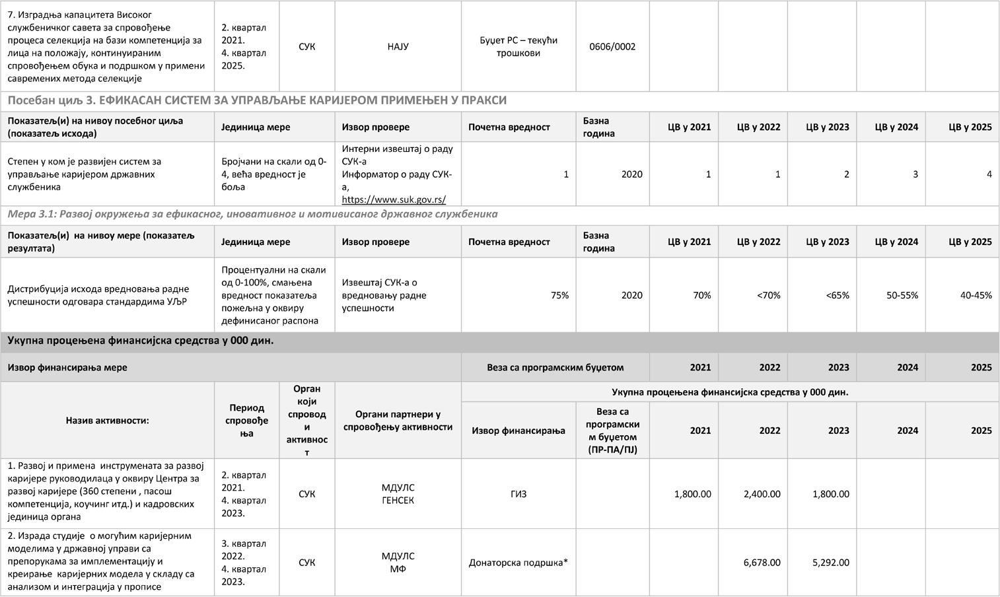 7. Изградња капацитета Високог
службеничког савета за спровођење
процеса селекција на бази компетенција за
лица на положају, континуираним
спровођењем обука и подршком у примени
савремених метода селекције
2. квартал
2021.
4. квартал
2025.
СУК
НАЈУ
Буџет РС – текући
трошкови
0606/0002
Посебан циљ 3. ЕФИКАСАН СИСТЕМ ЗА УПРАВЉАЊЕ КАРИЈЕРОМ ПРИМЕЊЕН У ПРАКСИ
Показатељ(и) на нивоу посебног циља
(показатељ исхода)
Јединица мере
Извор провере
Почетна вредност
Базна
година
ЦВ у 2021
ЦВ у 2022
ЦВ у 2023
ЦВ у 2024
ЦВ у 2025
Степен у ком је развијен систем за
управљање каријером државних
службеника
Бројчани на скали од 0-
4, већа вредност је
боља
Интерни извештај о раду
СУК-а
Информатор о раду СУК-
а,
https://www.suk.gov.rs/
1
2020
1
1
2
3
4
Мера 3.1: Развој окружења за ефикасног, иновативног и мотивисаног државног службеника
Показатељ(и)  на нивоу мере (показатељ
резултата)
Јединица мере
Извор провере
Почетна вредност
Базна
година
ЦВ у 2021
ЦВ у 2022
ЦВ у 2023
ЦВ у 2024
ЦВ у 2025
Дистрибуција исхода вредновања радне
успешности одговара стандардима УЉР
Процентуални на скали
од 0-100%, смањена
вредност показатеља
пожељна у оквиру
дефинисаног распона
Извештај СУК-а о
вредновању радне
успешности
75%
2020
70%
<70%
<65%
50-55%
40-45%
Укупна процењена финансијска средства у 000 дин.
Извор финансирања мере
Веза са програмским буџетом
2021
2022
2023
2024
2025
Назив активности:
Период
спровође
ња
Орган
који
спровод
и
активнос
т
Органи партнери у
спровођењу активности
Укупна процењена финансијска средства у 000 дин.
Извор финансирања
Веза са
програмски
м буџетом
(ПР-ПА/ПЈ)
2021
2022
2023
2024
2025
1. Развој и примена  инструмената за развој
каријере руководилаца у оквиру Центра за
развој каријере (360 степени , пасош
компетенција, коучинг итд.) и кадровских
јединица органа
2. квартал
2021.
4. квартал
2023.
СУК
МДУЛС
ГЕНСЕК
ГИЗ
1,800.00
2,400.00
1,800.00
2. Израда студије  о могућим каријерним
моделима у државној управи са
препорукама за имплементацију и
креирање  каријерних модела у складу са
анализом и интеграција у прописе
3. квартал
2022.
4. квартал
2023.
СУК
МДУЛС
МФ
Донаторска подршка*
6,678.00
5,292.00